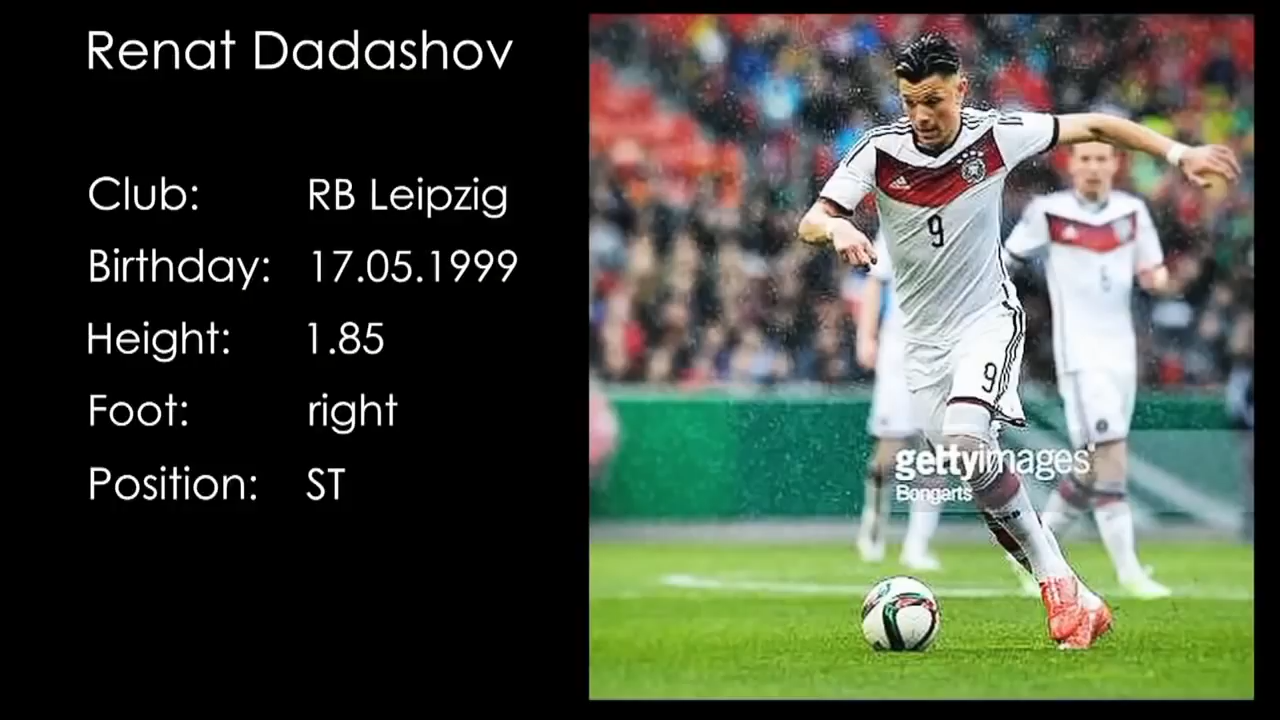 Renat Dadashov
Club: RB Leipzig
Birthday: 17.05.1999
Height: 1.85
Foot: right
Position: ST
9
9
gettyimages
Bongarts